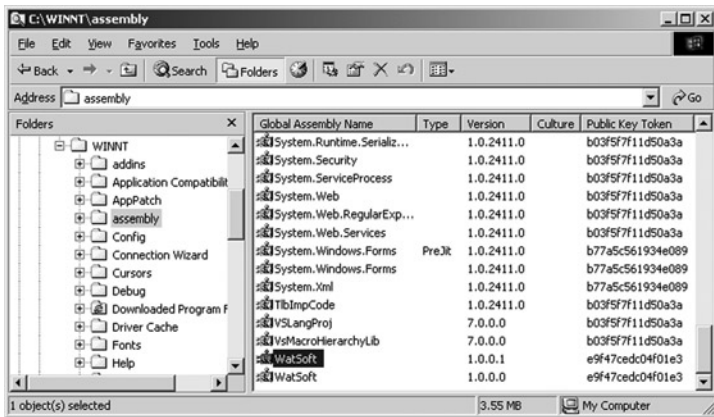 C:\WINNT\assembly
File Edit View Favorites Tools Help
Back Search Folders
Address assembly Go
Folders
WINNT
addins
Application Compatibilit
AppPatch
assembly
Config
Connection Wizard
Cursors
Debug
Downloaded Program F
Driver Cache
Fonts
Help
Global Assembly Name Type Version Culture Public Key Token
System.Runtime.Serializ... 1.0.2411.0 b03f5f7f11d50a3a
System.Security 1.0.2411.0 b03f5f7f11d50a3a
System.ServiceProcess 1.0.2411.0 b03f5f7f11d50a3a
System.Web 1.0.2411.0 b03f5f7f11d50a3a
System.Web.RegularExp... 1.0.2411.0 b03f5f7f11d50a3a
System.Web.Services 1.0.2411.0 b03f5f7f11d50a3a
System.Windows.Forms PreJit 1.0.2411.0 b77a5c561934e089
System.Windows.Forms 1.0.2411.0 b77a5c561934e089
System.Xml 1.0.2411.0 b77a5c561934e089
TlbImpCode 1.0.2411.0 b03f5f7f11d50a3a
VSLangProj 7.0.0.0 b03f5f7f11d50a3a
VsMacroHierarchyLib 7.0.0.0 b03f5f7f11d50a3a
WatSoft 1.0.0.1 e9f47cedc04f01e3
WatSoft 1.0.0.0 e9f47cedc04f01e3
1 object(s) selected 3.55 MB My Computer